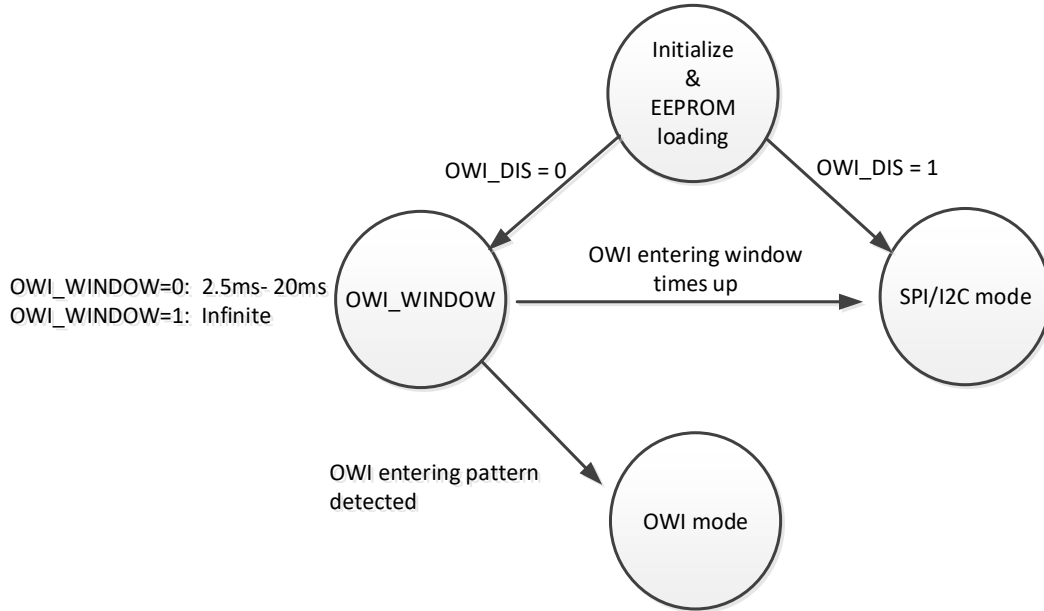 Initialize
&
EEPROM
loading
OWI_DIS = 0
OWI_DIS = 1
OWI_WINDOW=0:  2.5ms- 20ms
OWI_WINDOW=1:  Infinite
OWI_WINDOW
OWI entering window
times up
SPI/I2C mode
OWI entering pattern
detected
OWI mode